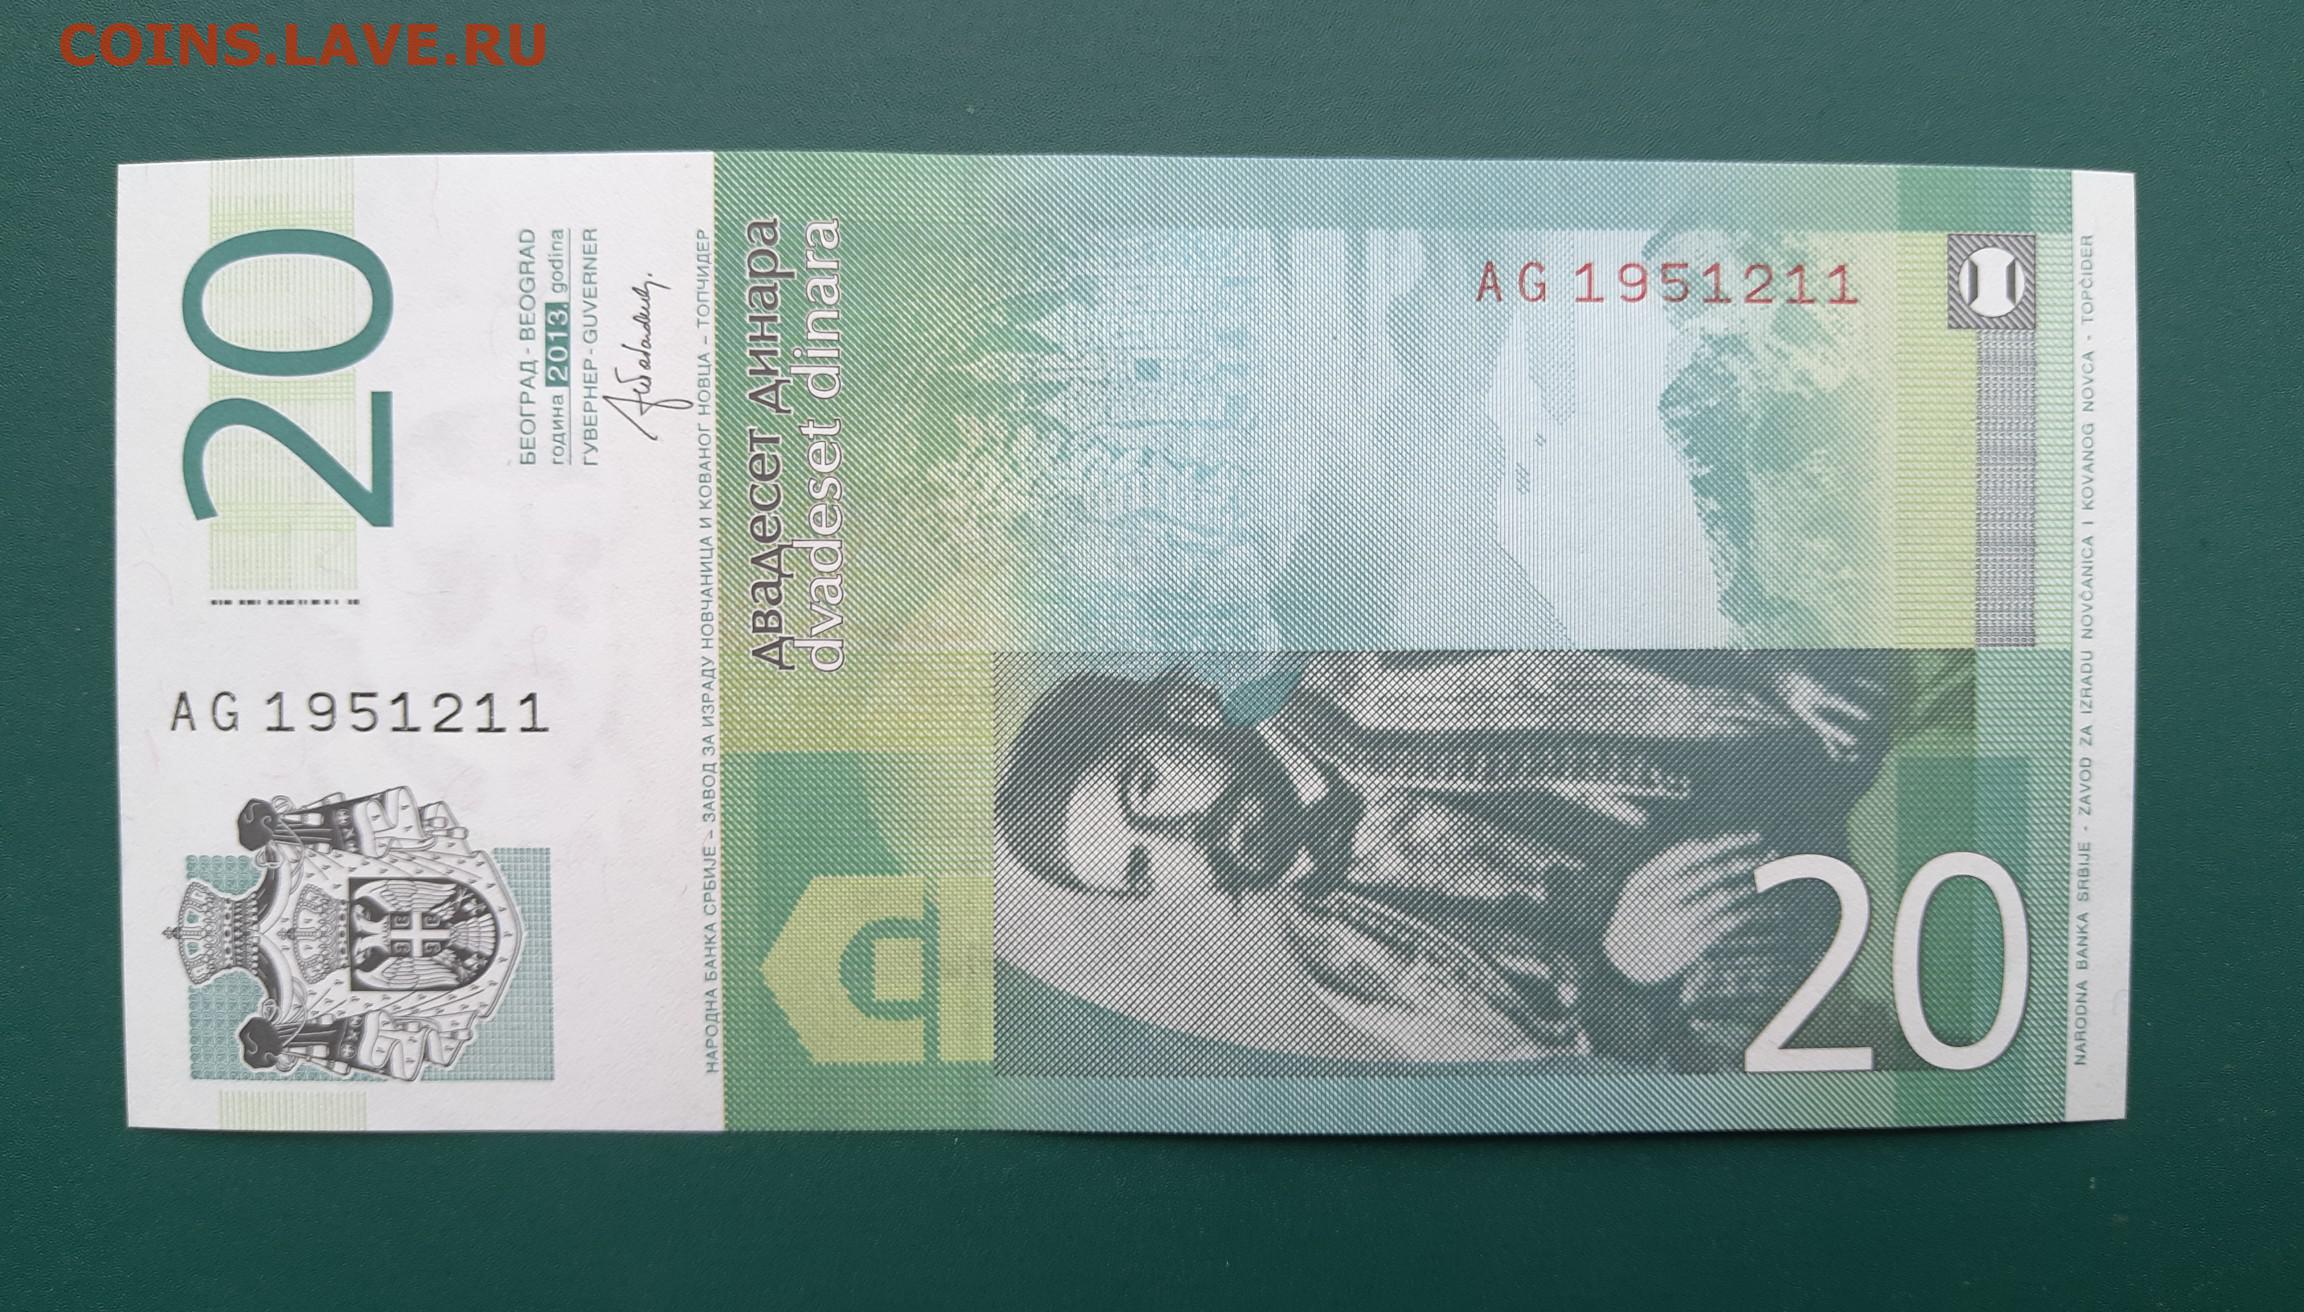 COINS.LAVE.RU
20
БЕОГРАД - BEOGRAD
година 2013. godina
ГУВЕРНЕР - GUVERNER
НАРОДНА БАНКА СРБИЈЕ – ЗАВОД ЗА ИЗРАДУ НОВЧАНИЦА И КОВАНОГ НОВЦА – ТОПЧИДЕР
AG 1951211
двадесет динара
dvadeset dinara
AG 1951211
20
NARODNA BANKA SRBIJE - ZAVOD ZA IZRADU NOVČANICA I KOVANOG NOVCA - TOPČIDER